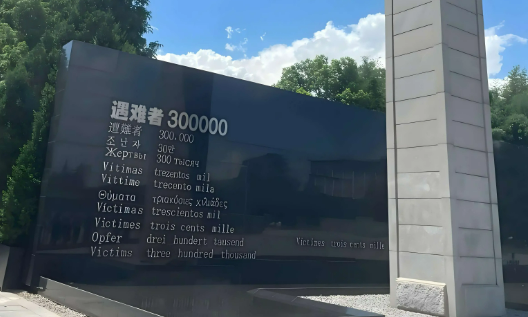 遇难者 300000
遭難者 300,000
조난자 30만
Жертвы 300 тысяч
Vitimas trezentos mil
Vittime trecento mila
Θύματα τριακόσιες χιλιάδες
Victimas trescientos mil
Victimes trois cents mille
Opfer drei hundert tausend
Victims three hundred thousand
Victimes trois cents mille